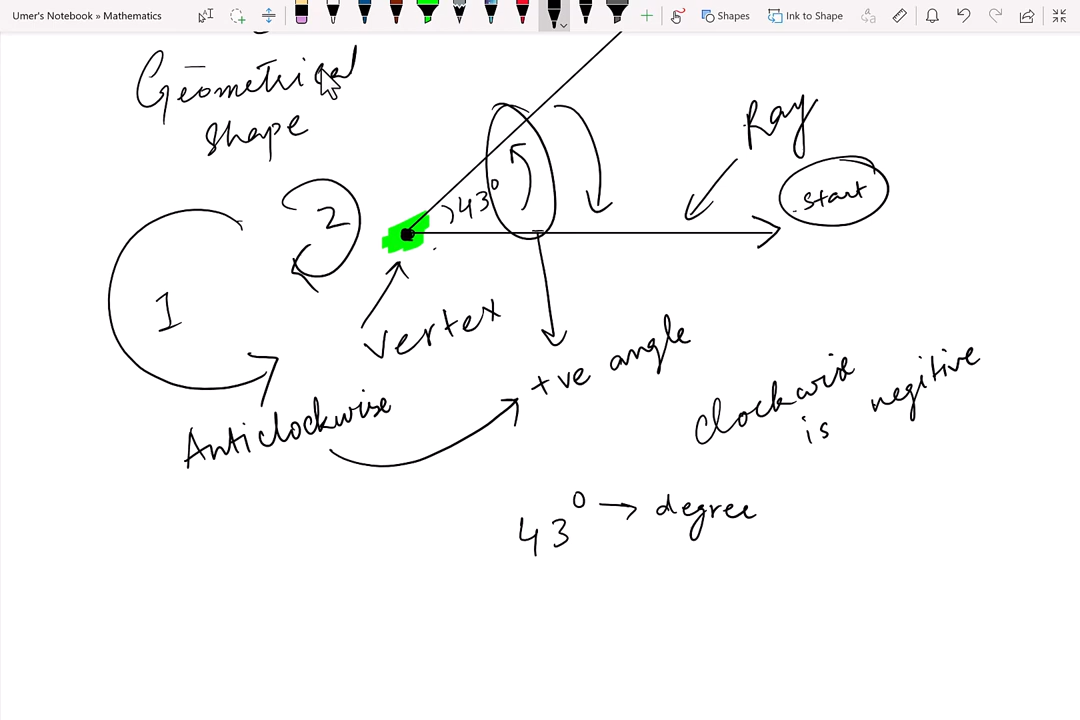 Umer's Notebook » Mathematics
Shapes
Ink to Shape
Geometrical
shape
Ray
start
43°
2
1
vertex
+ve angle
Anticlockwise
clockwise
is negitive
43° → degree